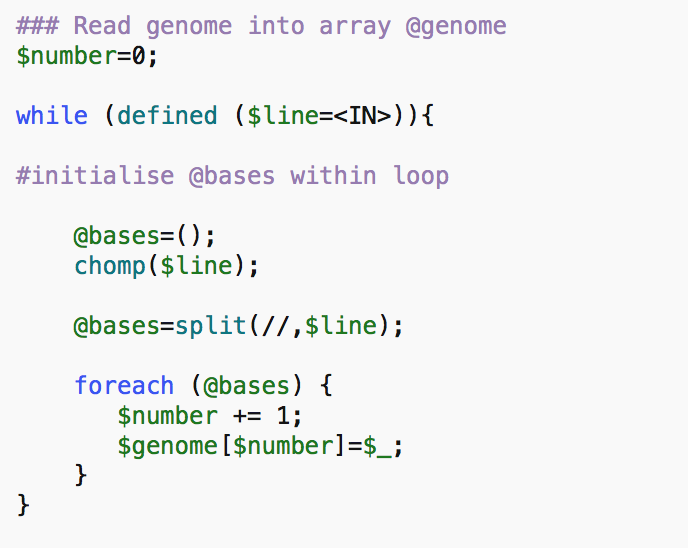 ### Read genome into array @genome
$number=0;
while (defined ($line=<IN>)){
#initialise @bases within loop
@bases=();
chomp($line);
@bases=split(//,$line);
foreach (@bases) {
$number += 1;
$genome[$number]=$_;
}
}